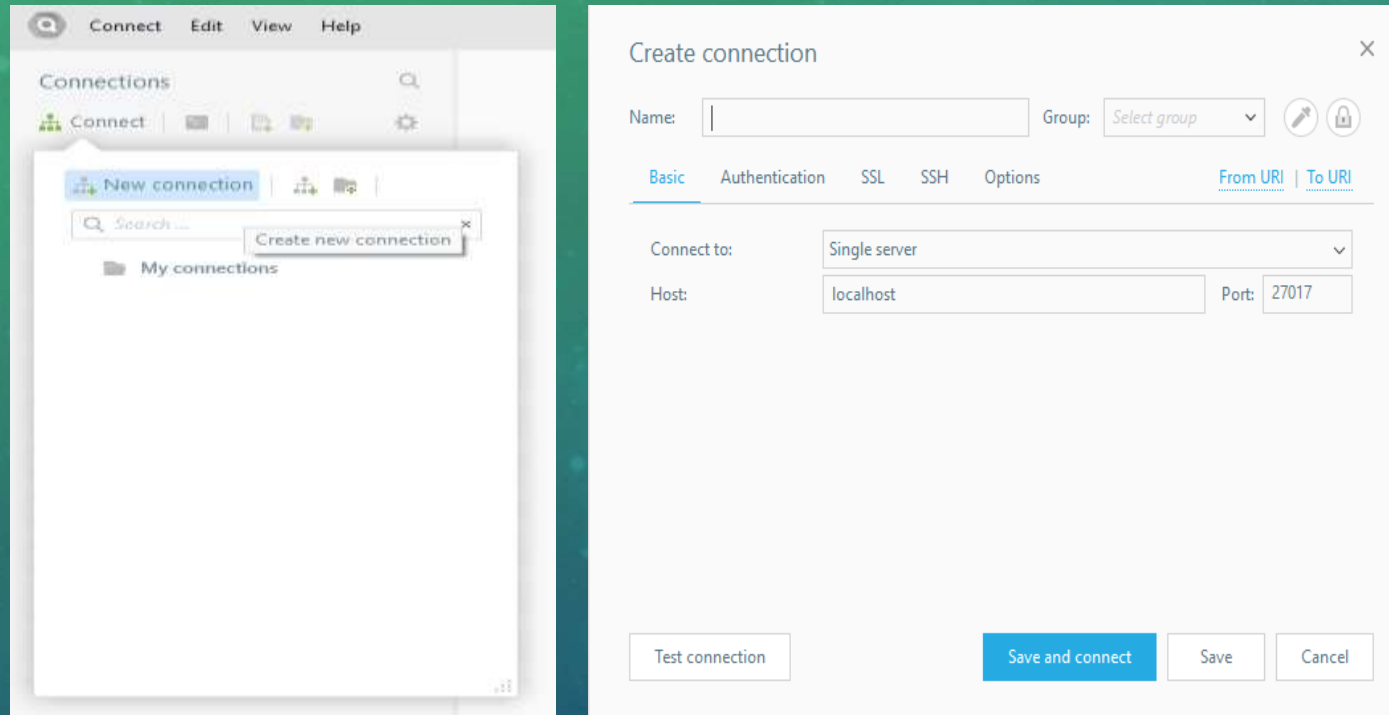 Connect Edit View Help
Connections
Connect
New connection
Search ...
Create new connection
My connections
Create connection
Name: Group: Select group
Basic Authentication SSL SSH Options From URI | To URI
Connect to: Single server
Host: localhost Port: 27017
Test connection Save and connect Save Cancel